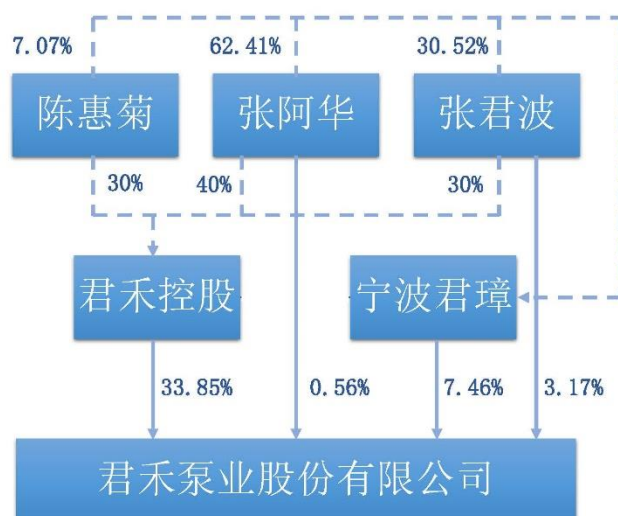 7.07%
62.41%
30.52%
陈惠菊
张阿华
张君波
30%
40%
30%
君禾控股
宁波君璋
33.85%
0.56%
7.46%
3.17%
君禾泵业股份有限公司